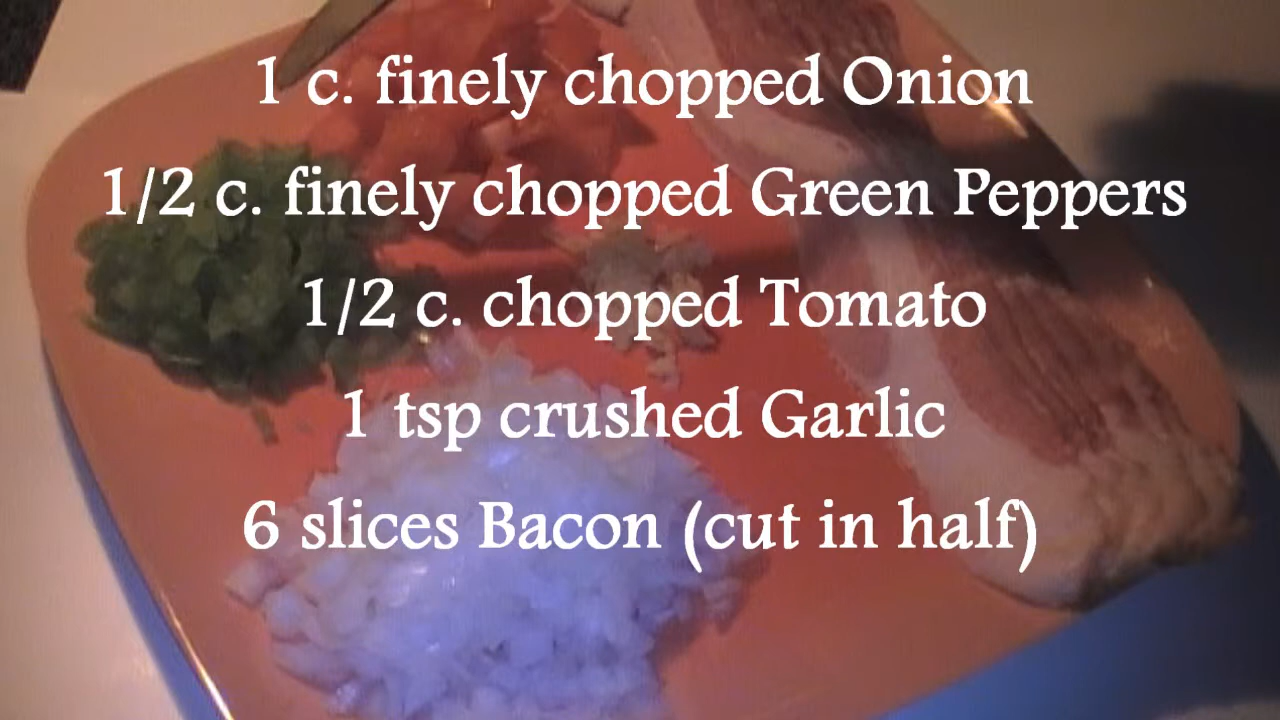 1 c. finely chopped Onion
1/2 c. finely chopped Green Peppers
1/2 c. chopped Tomato
1 tsp crushed Garlic
6 slices Bacon (cut in half)